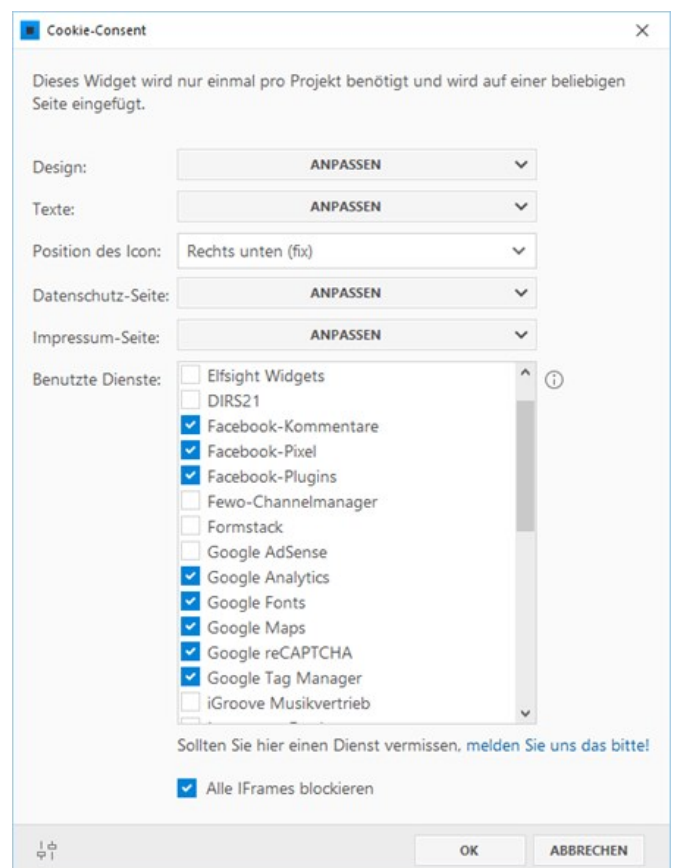 Cookie-Consent
Dieses Widget wird nur einmal pro Projekt benötigt und wird auf einer beliebigen
Seite eingefügt.
Design: ANPASSEN
Texte: ANPASSEN
Position des Icon: Rechts unten (fix)
Datenschutz-Seite: ANPASSEN
Impressum-Seite: ANPASSEN
Benutzte Dienste: Elfsight Widgets
DIRS21
Facebook-Kommentare
Facebook-Pixel
Facebook-Plugins
Fewo-Channelmanager
Formstack
Google AdSense
Google Analytics
Google Fonts
Google Maps
Google reCAPTCHA
Google Tag Manager
iGroove Musikvertrieb
Sollten Sie hier einen Dienst vermissen, melden Sie uns das bitte!
Alle IFrames blockieren
OK ABBRECHEN